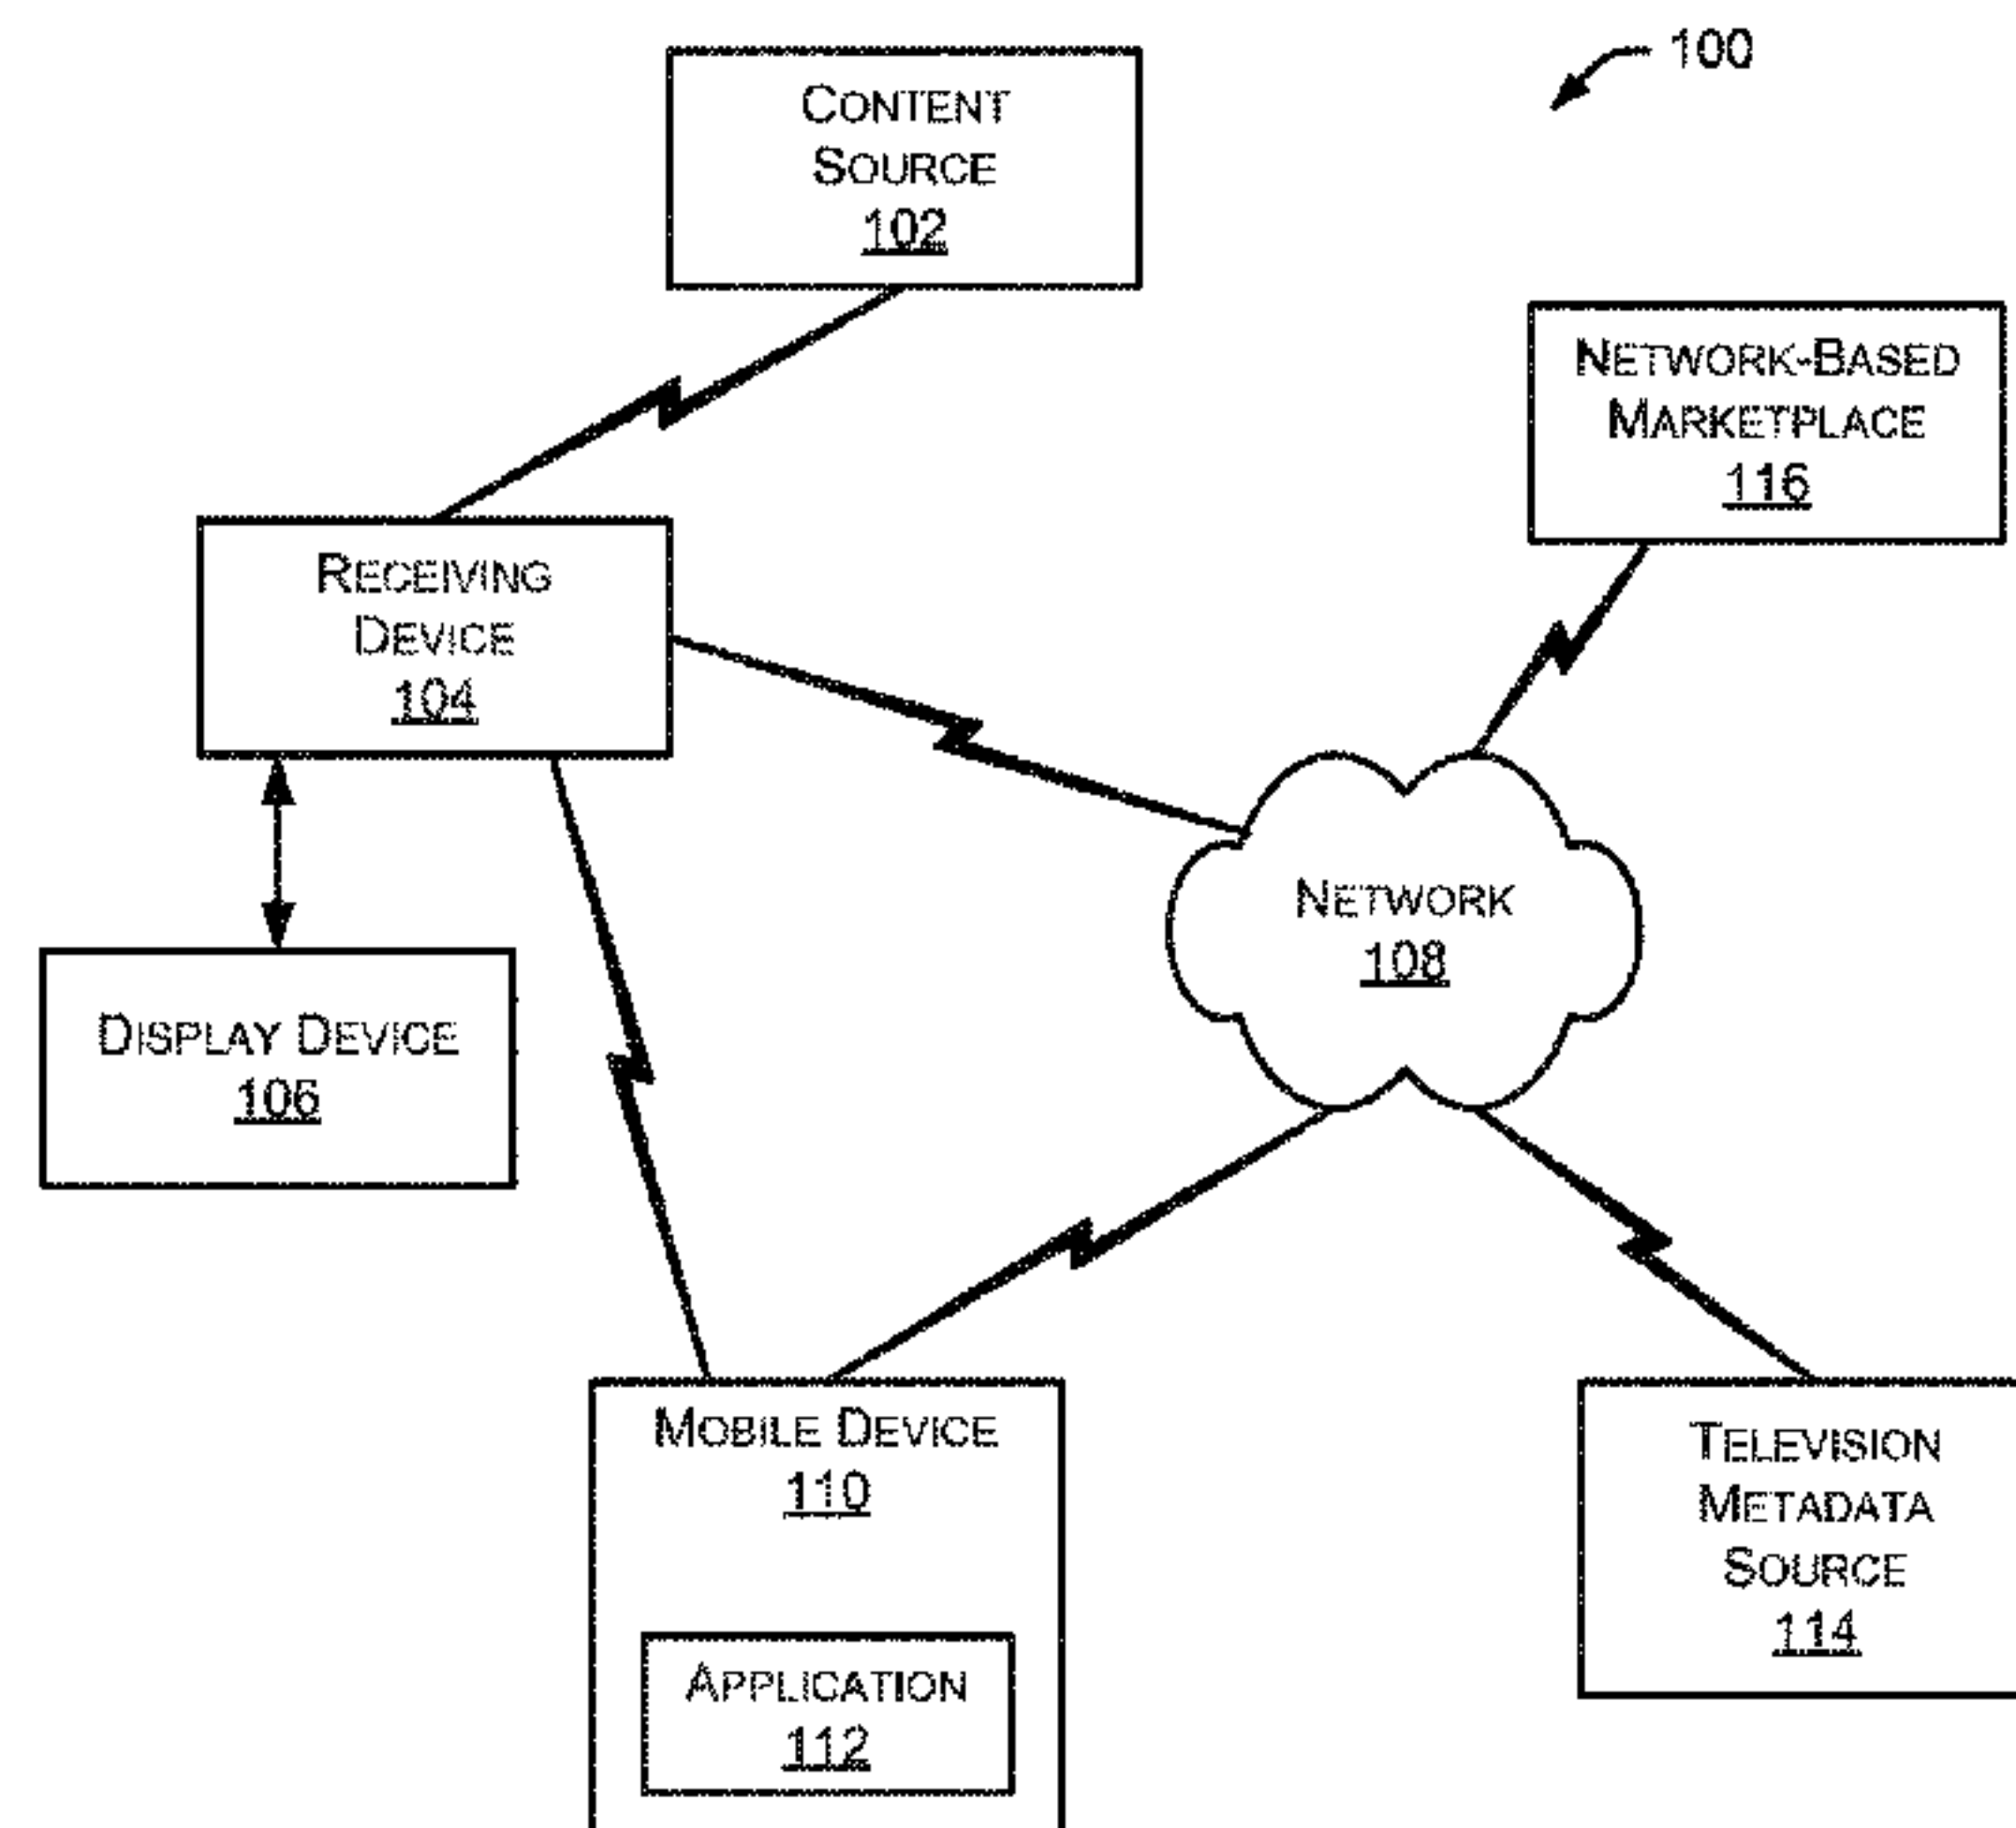 100
CONTENT
SOURCE
102
NETWORK-BASED
MARKETPLACE
116
RECEIVING
DEVICE
104
NETWORK
108
DISPLAY DEVICE
106
MOBILE DEVICE
110
APPLICATION
112
TELEVISION
METADATA
SOURCE
114